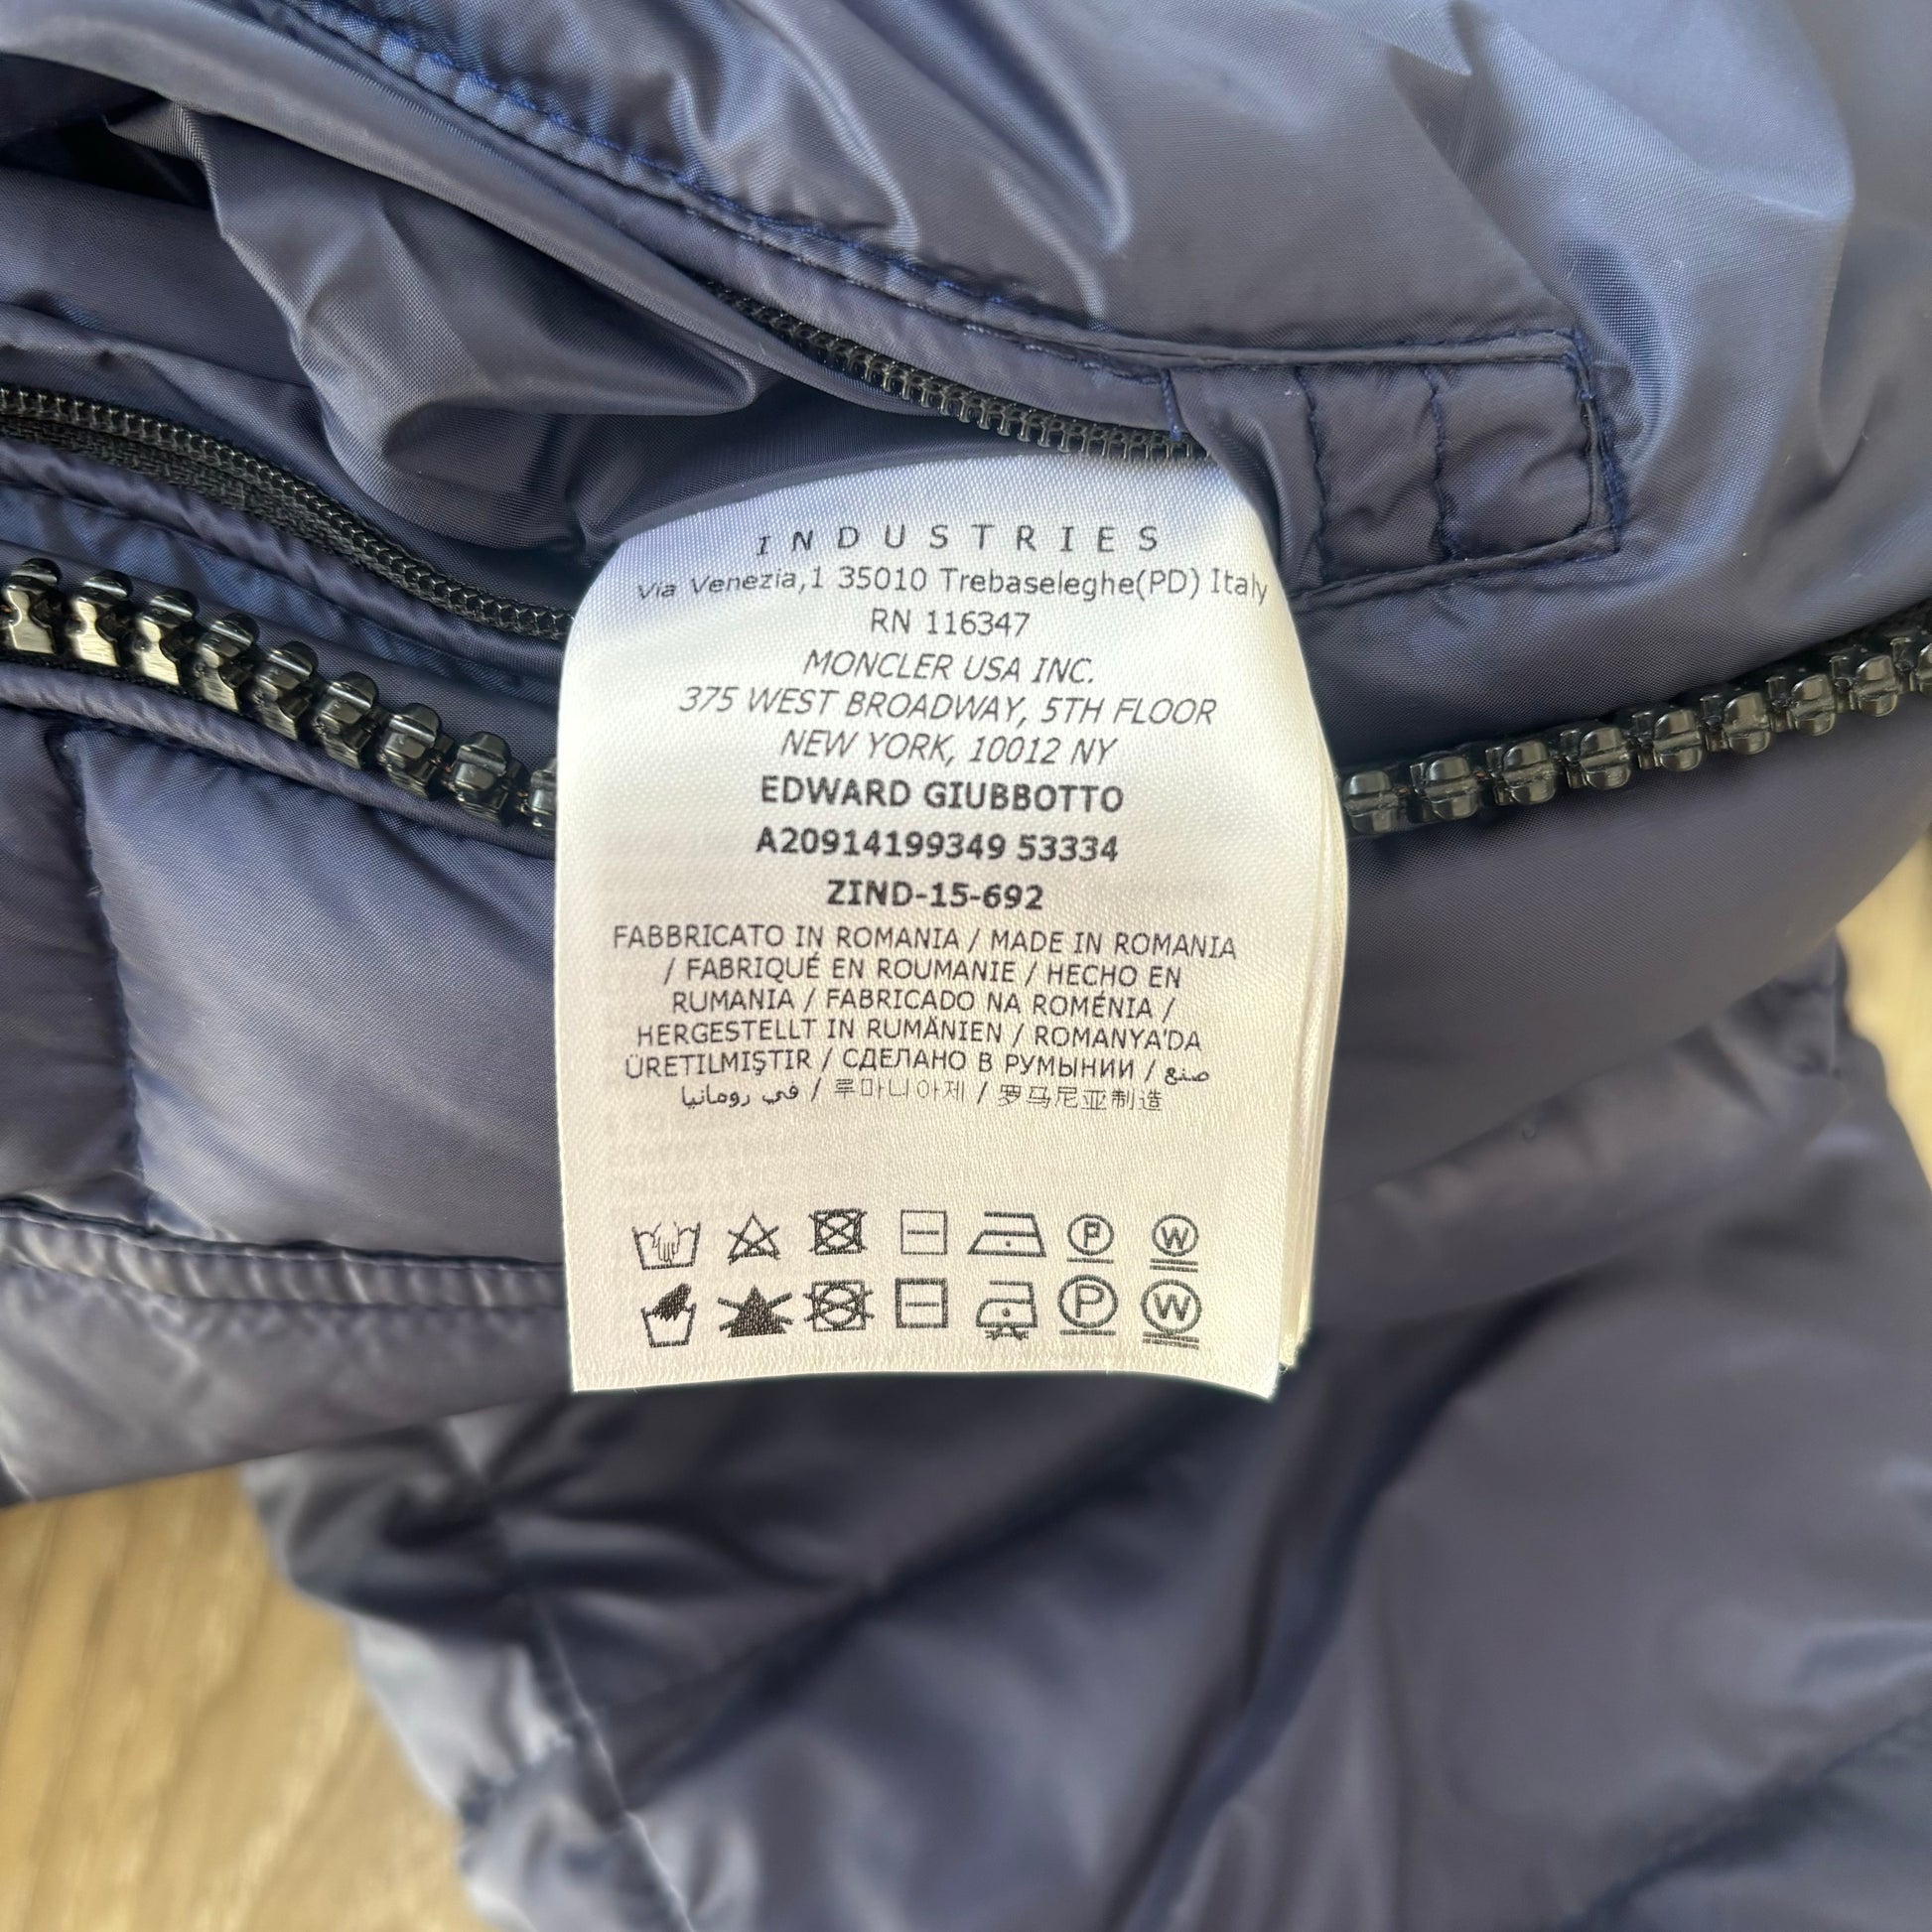 INDUSTRIES
Via Venezia,1 35010 Trebaseleghe(PD) Italy
RN 116347
MONCLER USA INC.
375 WEST BROADWAY, 5TH FLOOR
NEW YORK, 10012 NY
EDWARD GIUBBOTTO
A20914199349 53334
ZIND-15-692
FABBRICATO IN ROMANIA / MADE IN ROMANIA
/ FABRIQUÉ EN ROUMANIE / HECHO EN
RUMANIA / FABRICADO NA ROMÉNIA /
HERGESTELLT IN RUMÄNIEN / ROMANYA'DA
ÜRETILMIŞTIR / СДЕЛАНО В РУМЫНИИ / صنع
في رومانيا / 루마니아제 / 罗马尼亚制造
P W
P W